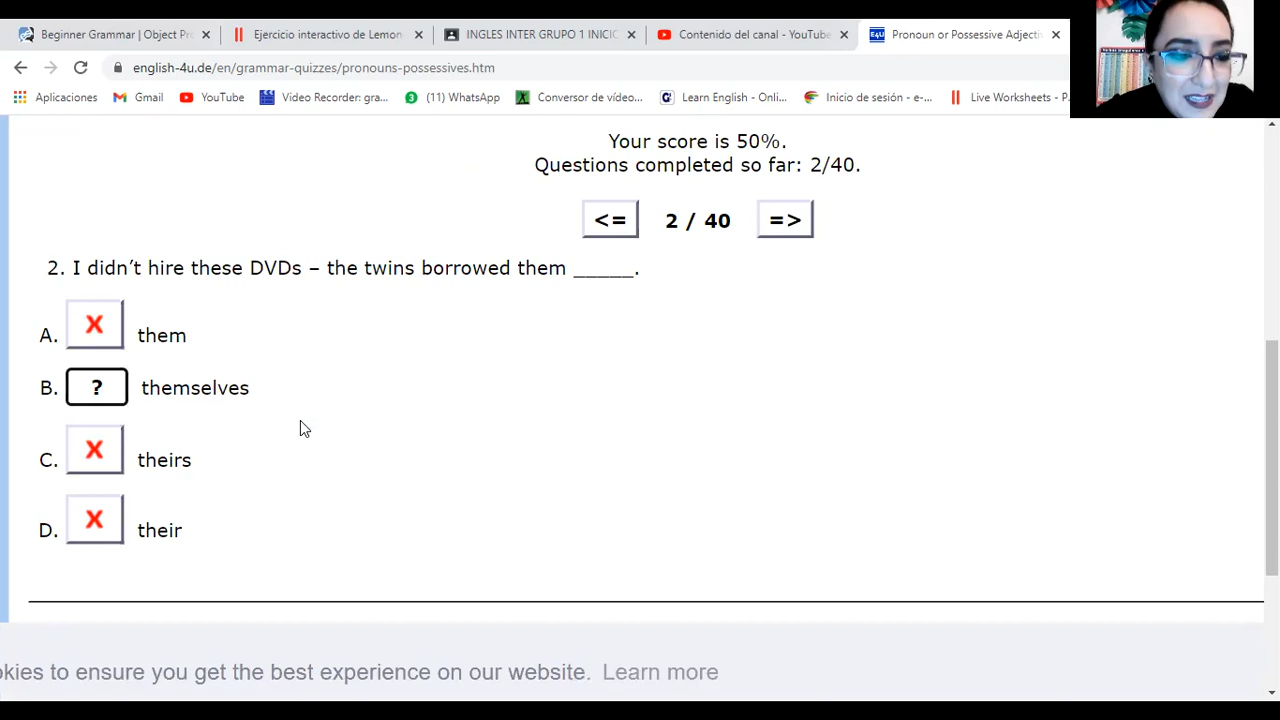 Beginner Grammar | Object Pro
Ejercicio interactivo de Lemon
INGLES INTER GRUPO 1 INICIC
Contenido del canal - YouTube
Pronoun or Possessive Adjecti
english-4u.de/en/grammar-quizzes/pronouns-possessives.htm
Aplicaciones
Gmail
YouTube
Video Recorder: gra...
(11) WhatsApp
Conversor de vídeo...
Learn English - Onli...
Inicio de sesión - e-...
Live Worksheets - P...
Your score is 50%.
Questions completed so far: 2/40.
<= 2 / 40 =>
2. I didn’t hire these DVDs – the twins borrowed them _____.
A. X them
B. ? themselves
C. X theirs
D. X their
okies to ensure you get the best experience on our website. Learn more